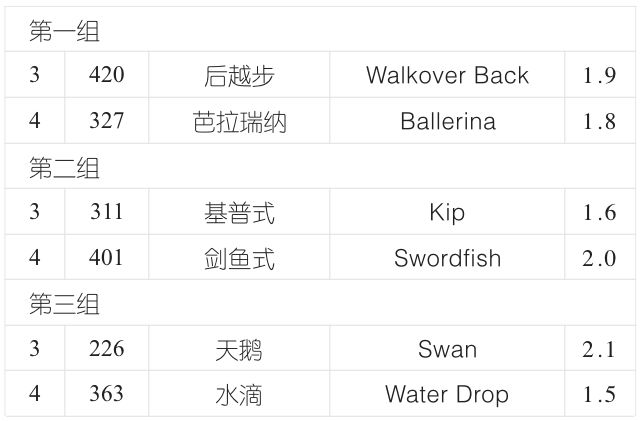 第一组
3 420 后越步 Walkover Back 1.9
4 327 芭拉瑞纳 Ballerina 1.8
第二组
3 311 基普式 Kip 1.6
4 401 剑鱼式 Swordfish 2.0
第三组
3 226 天鹅 Swan 2.1
4 363 水滴 Water Drop 1.5